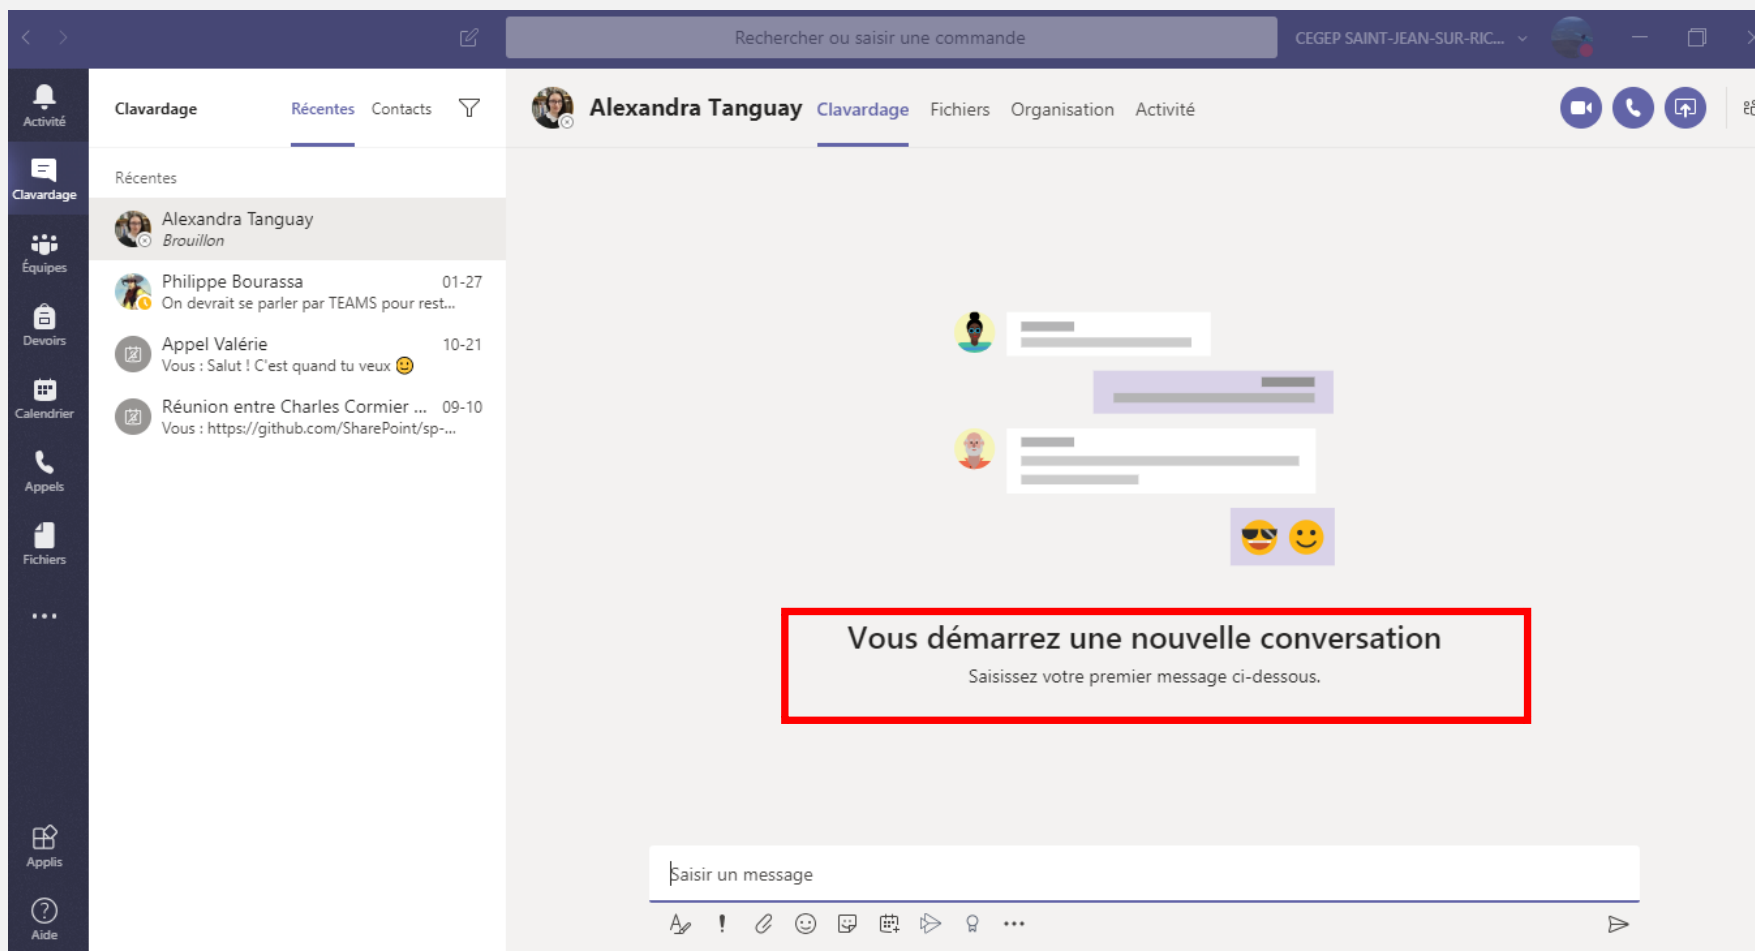 Rechercher ou saisir une commande
CEGEP SAINT-JEAN-SUR-RIC...
Activité
Clavardage
Équipes
Devoirs
Calendrier
Appels
Fichiers
Applis
Aide
Clavardage Récentes Contacts
Récentes
Alexandra Tanguay
Brouillon
Philippe Bourassa 01-27
On devrait se parler par TEAMS pour rest...
Appel Valérie 10-21
Vous : Salut ! C'est quand tu veux 🙂
Réunion entre Charles Cormier ... 09-10
Vous : https://github.com/SharePoint/sp-...
Alexandra Tanguay Clavardage Fichiers Organisation Activité
Vous démarrez une nouvelle conversation
Saisissez votre premier message ci-dessous.
Saisir un message